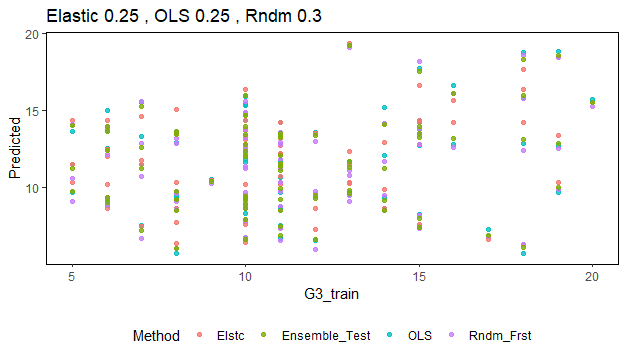 Elastic 0.25 , OLS 0.25 , Rndm 0.3
20
15
10
Predicted
5
10
15
20
G3_train
Method Elstc Ensemble_Test OLS Rndm_Frst